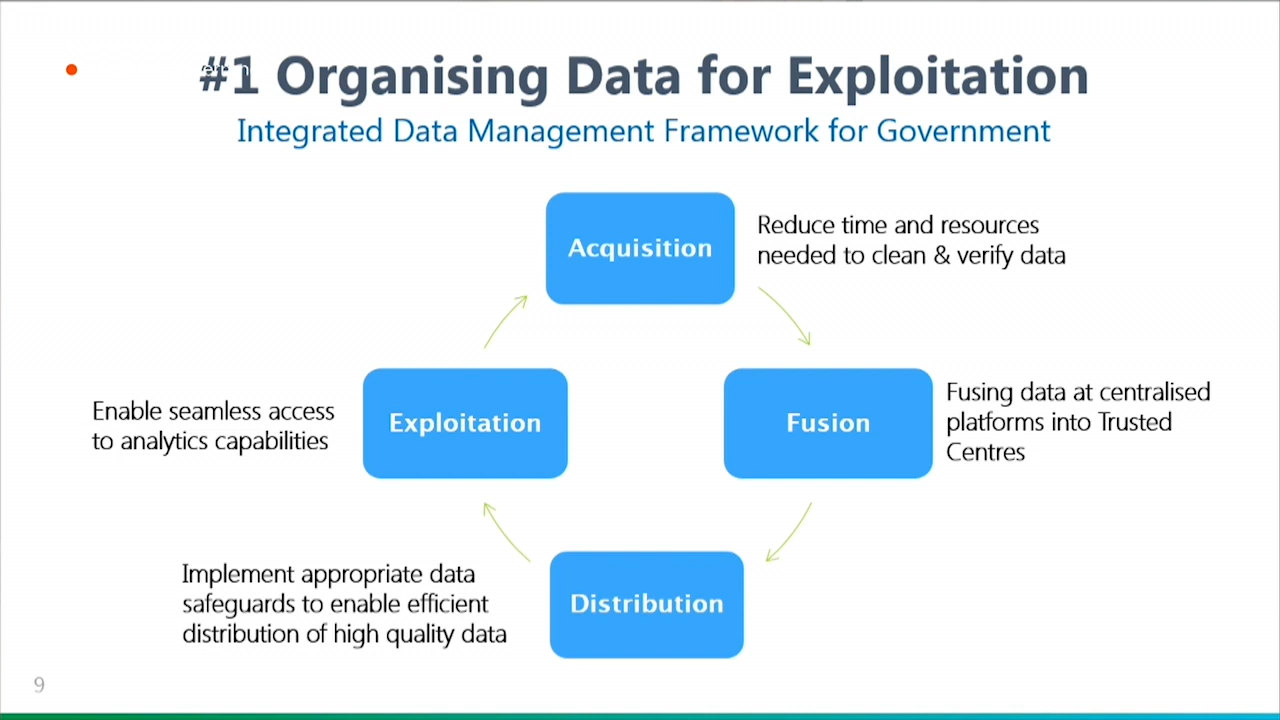 #1 Organising Data for Exploitation
Integrated Data Management Framework for Government
Acquisition
Reduce time and resources
needed to clean & verify data
Enable seamless access
to analytics capabilities
Exploitation
Fusion
Fusing data at centralised
platforms into Trusted
Centres
Implement appropriate data
safeguards to enable efficient
distribution of high quality data
Distribution
9